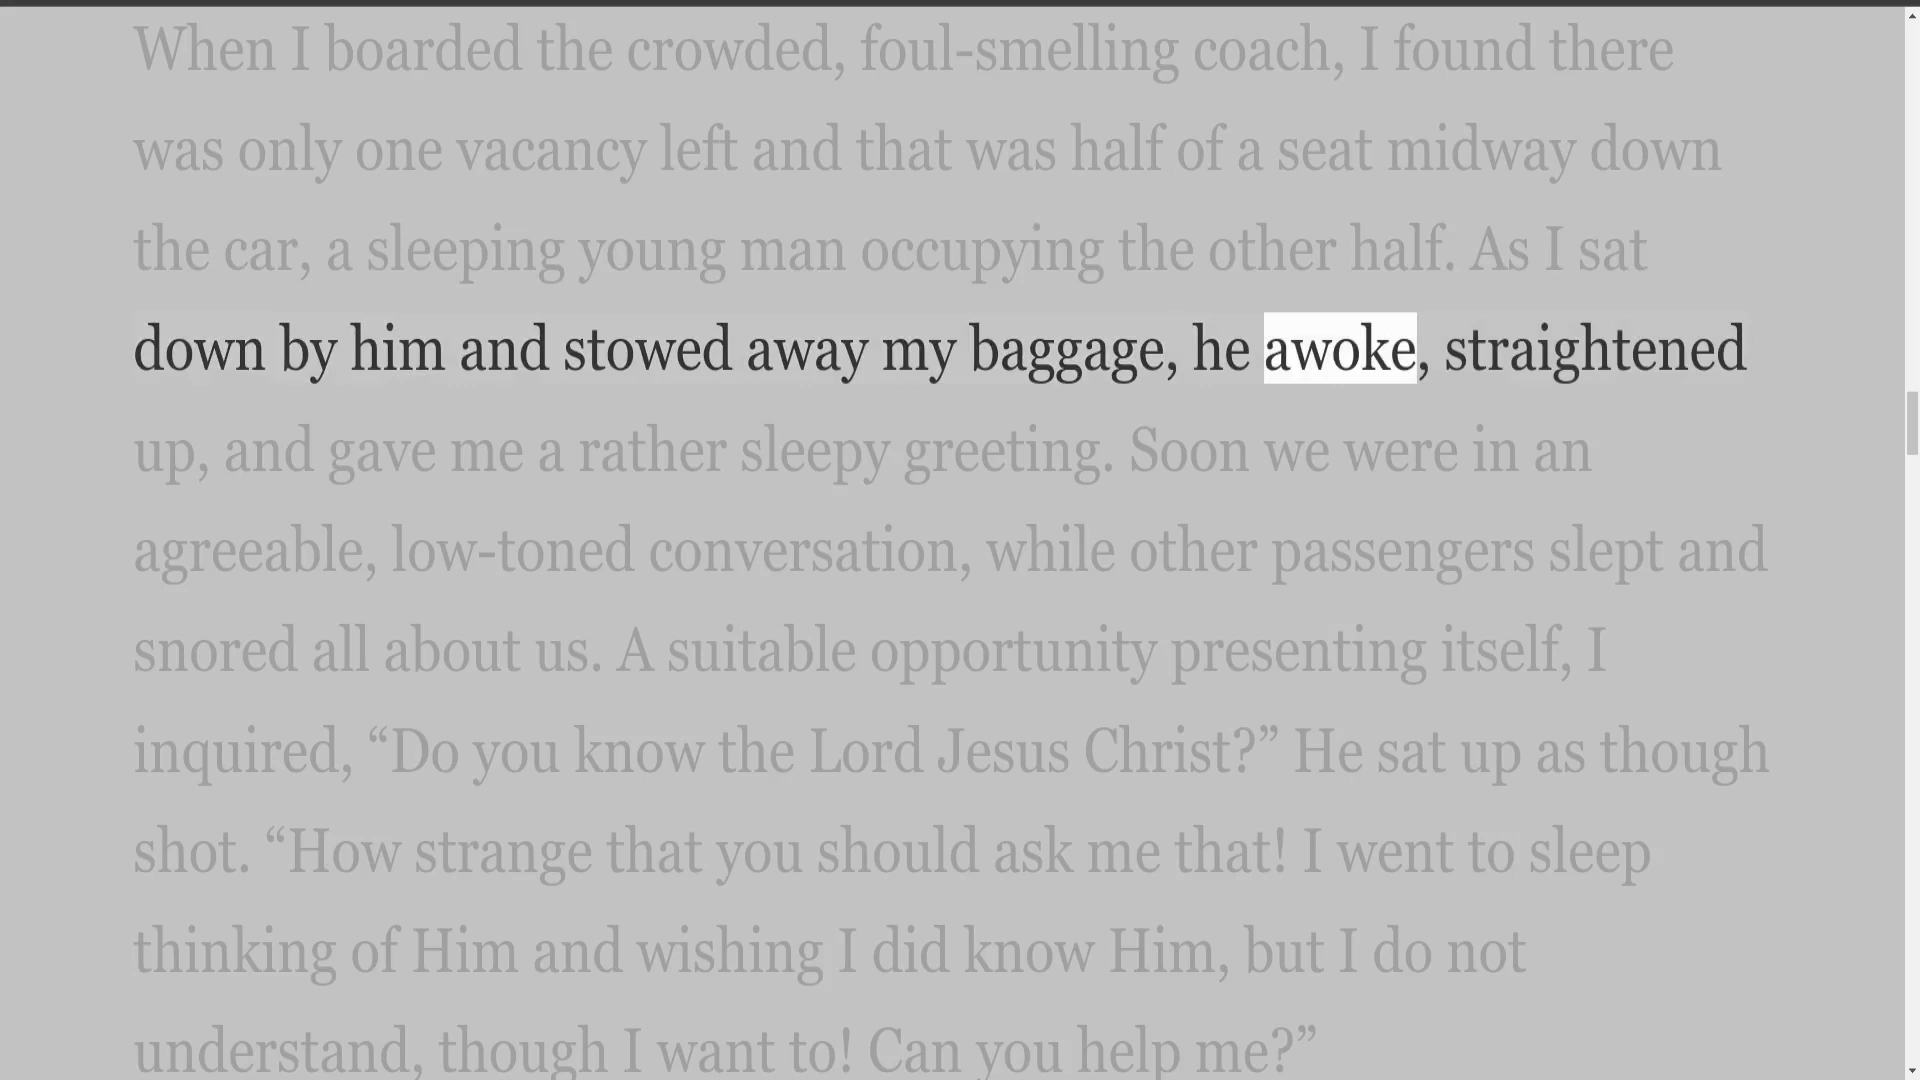 When I boarded the crowded, foul-smelling coach, I found there
was only one vacancy left and that was half of a seat midway down
the car, a sleeping young man occupying the other half. As I sat
down by him and stowed away my baggage, he awoke, straightened
up, and gave me a rather sleepy greeting. Soon we were in an
agreeable, low-toned conversation, while other passengers slept and
snored all about us. A suitable opportunity presenting itself, I
inquired, “Do you know the Lord Jesus Christ?” He sat up as though
shot. “How strange that you should ask me that! I went to sleep
thinking of Him and wishing I did know Him, but I do not
understand, though I want to! Can you help me?”